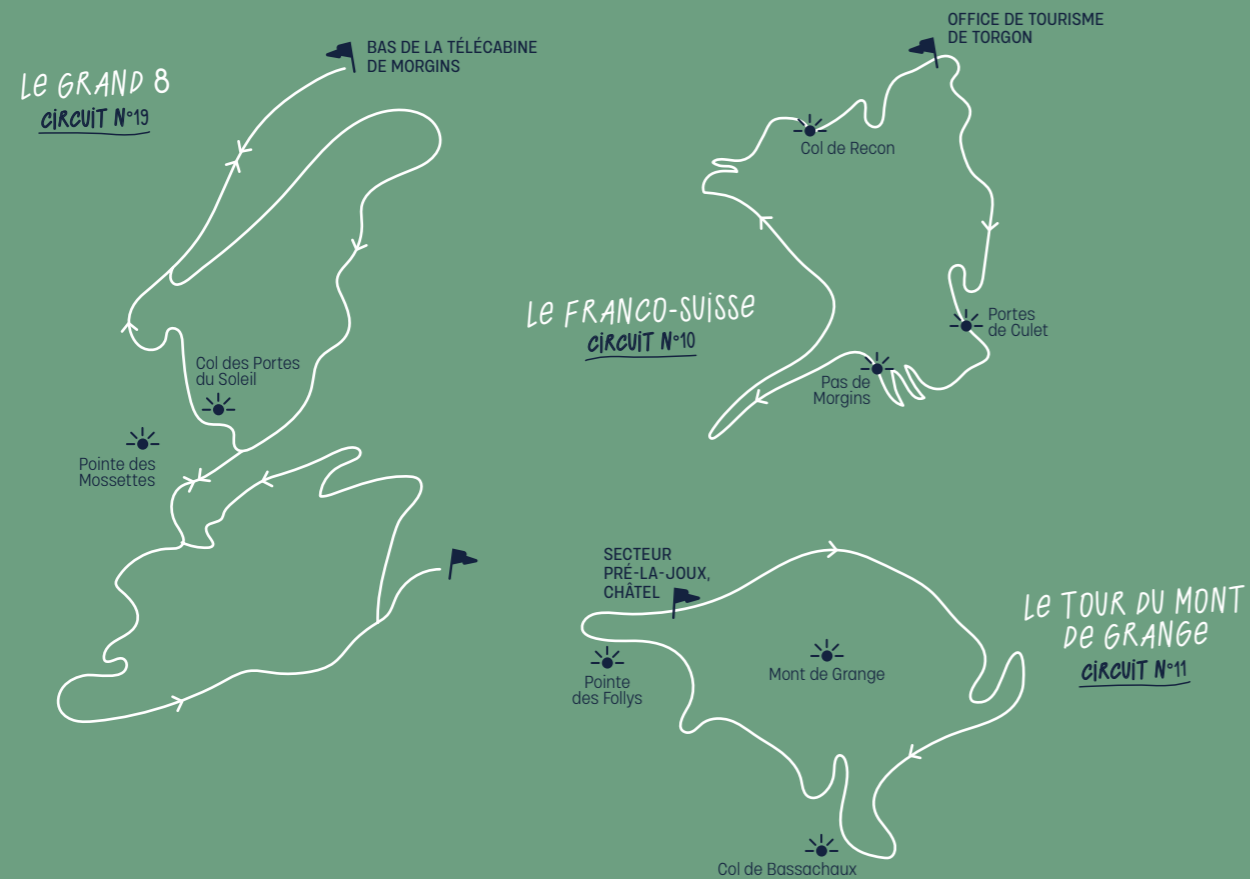 Le GRAND 8
CiRCUiT N°19
BAS DE LA TÉLÉCABINE
DE MORGINS
Col des Portes
du Soleil
Pointe des
Mossettes
OFFICE DE TOURISME
DE TORGON
Col de Recon
Le FRANCO-SUiSSe
CiRCUiT N°10
Portes
de Culet
Pas de
Morgins
SECTEUR
PRÉ-LA-JOUX,
CHÂTEL
Pointe
des Follys
Mont de Grange
Col de Bassachaux
Le TOUR DU MONT
De GRANGe
CiRCUiT N°11